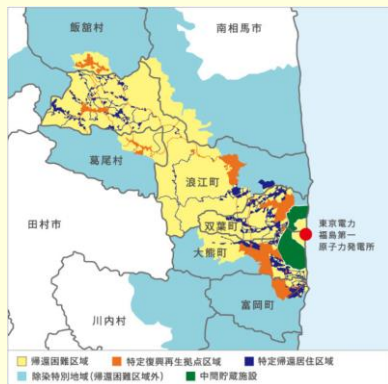 飯舘村
南相馬市
葛尾村
浪江町
田村市
双葉町
大熊町
東京電力
福島第一
原子力発電所
川内村
富岡町
帰還困難区域
特定復興再生拠点区域
特定帰還居住区域
除染特別地域(帰還困難区域外)
中間貯蔵施設